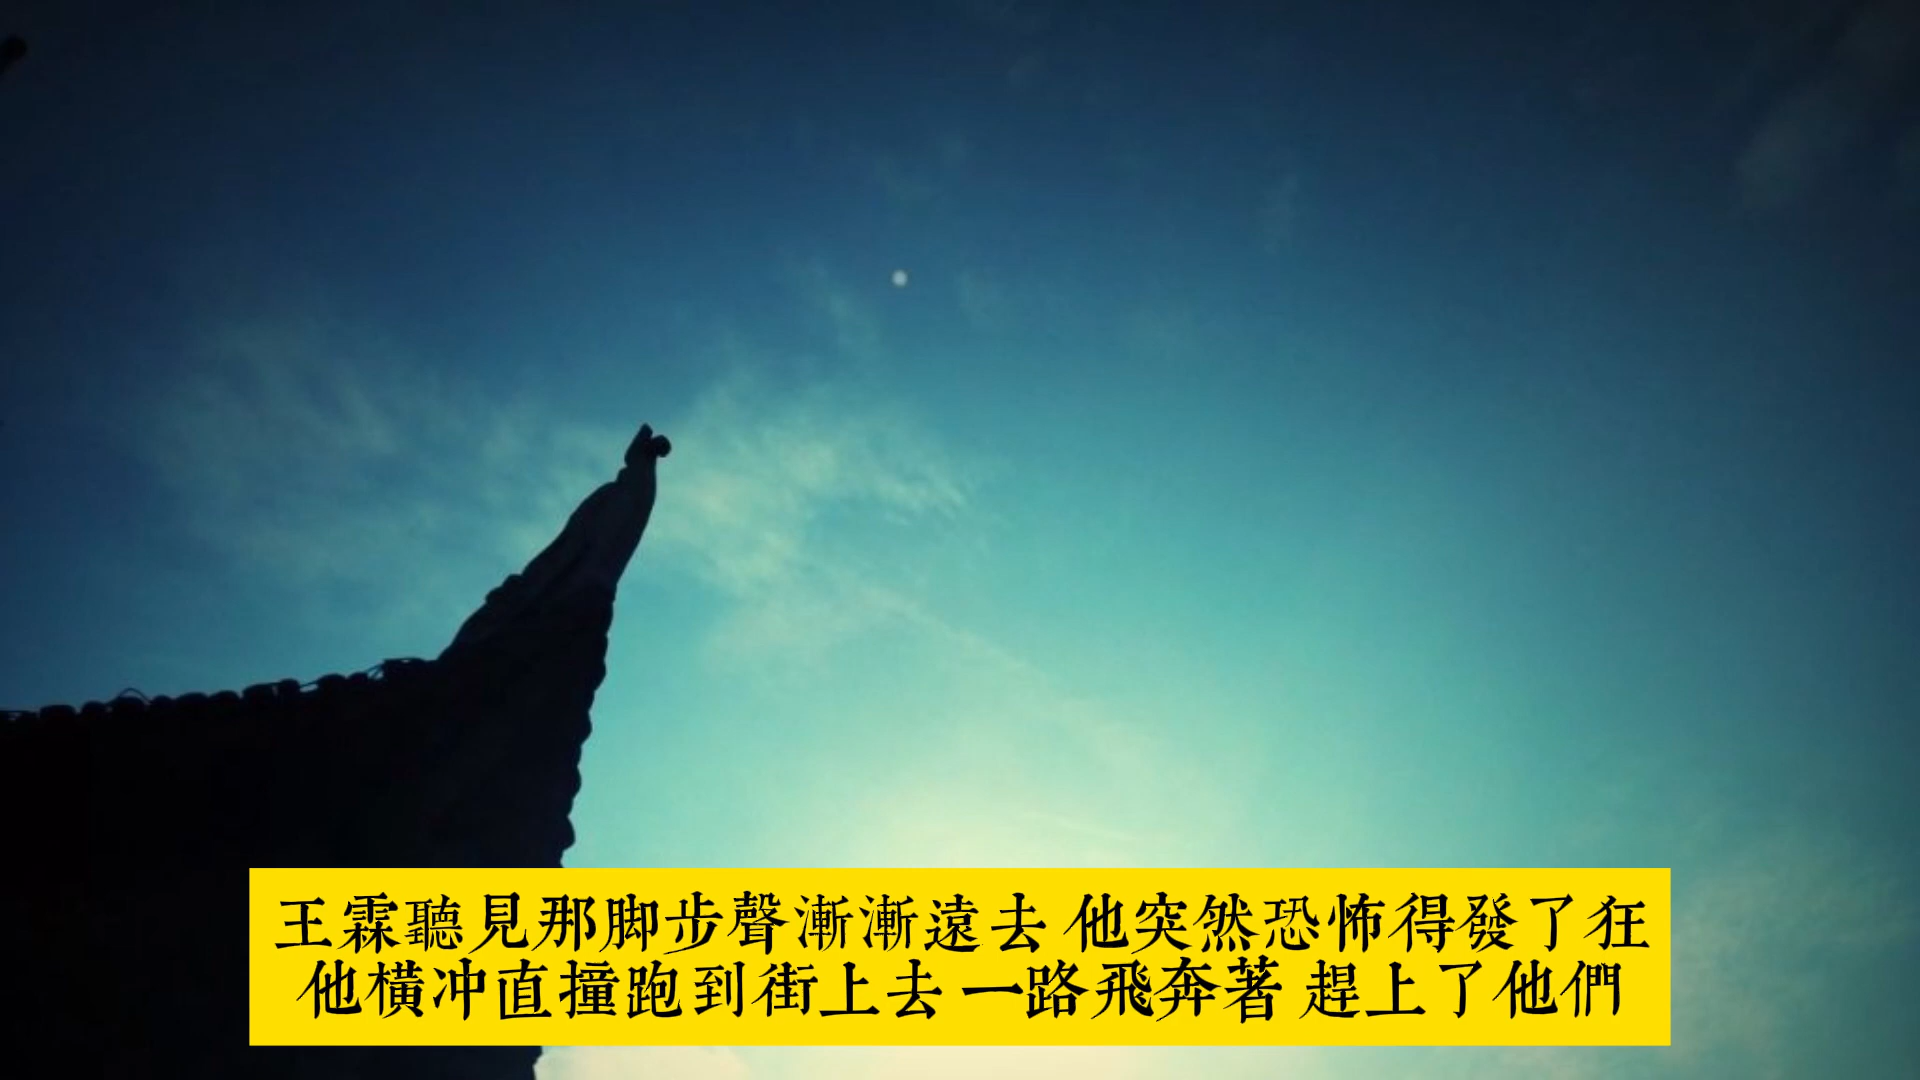 王霖聽見那脚步聲漸漸遠去 他突然恐怖得發了狂
他橫冲直撞跑到街上去 一路飛奔著 趕上了他們